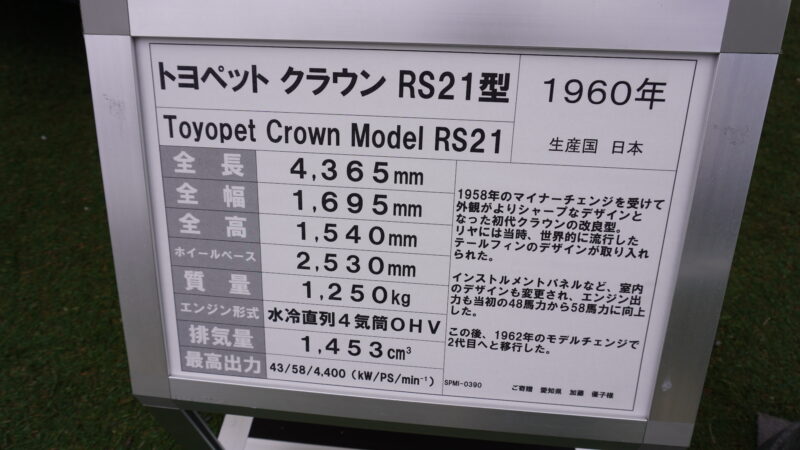 トヨペット クラウン RS21型
1960年
Toyopet Crown Model RS21
生産国 日本
全長 4,365mm
全幅 1,695mm
全高 1,540mm
ホイールベース 2,530mm
質量 1,250kg
エンジン形式 水冷直列4気筒OHV
排気量 1,453cm³
最高出力 43/58/4,400（kW/PS/min⁻¹）
1958年のマイナーチェンジを受けて
外観がよりシャープなデザインと
なった初代クラウンの改良型。
リヤには当時、世界的に流行した
テールフィンのデザインが取り入れ
られた。
インストルメントパネルなど、室内
のデザインも変更され、エンジン出
力も当初の48馬力から58馬力に向上
した。
この後、1962年のモデルチェンジで
2代目へと移行した。
SPMI-0390
ご寄贈 愛知県 加藤 優子様